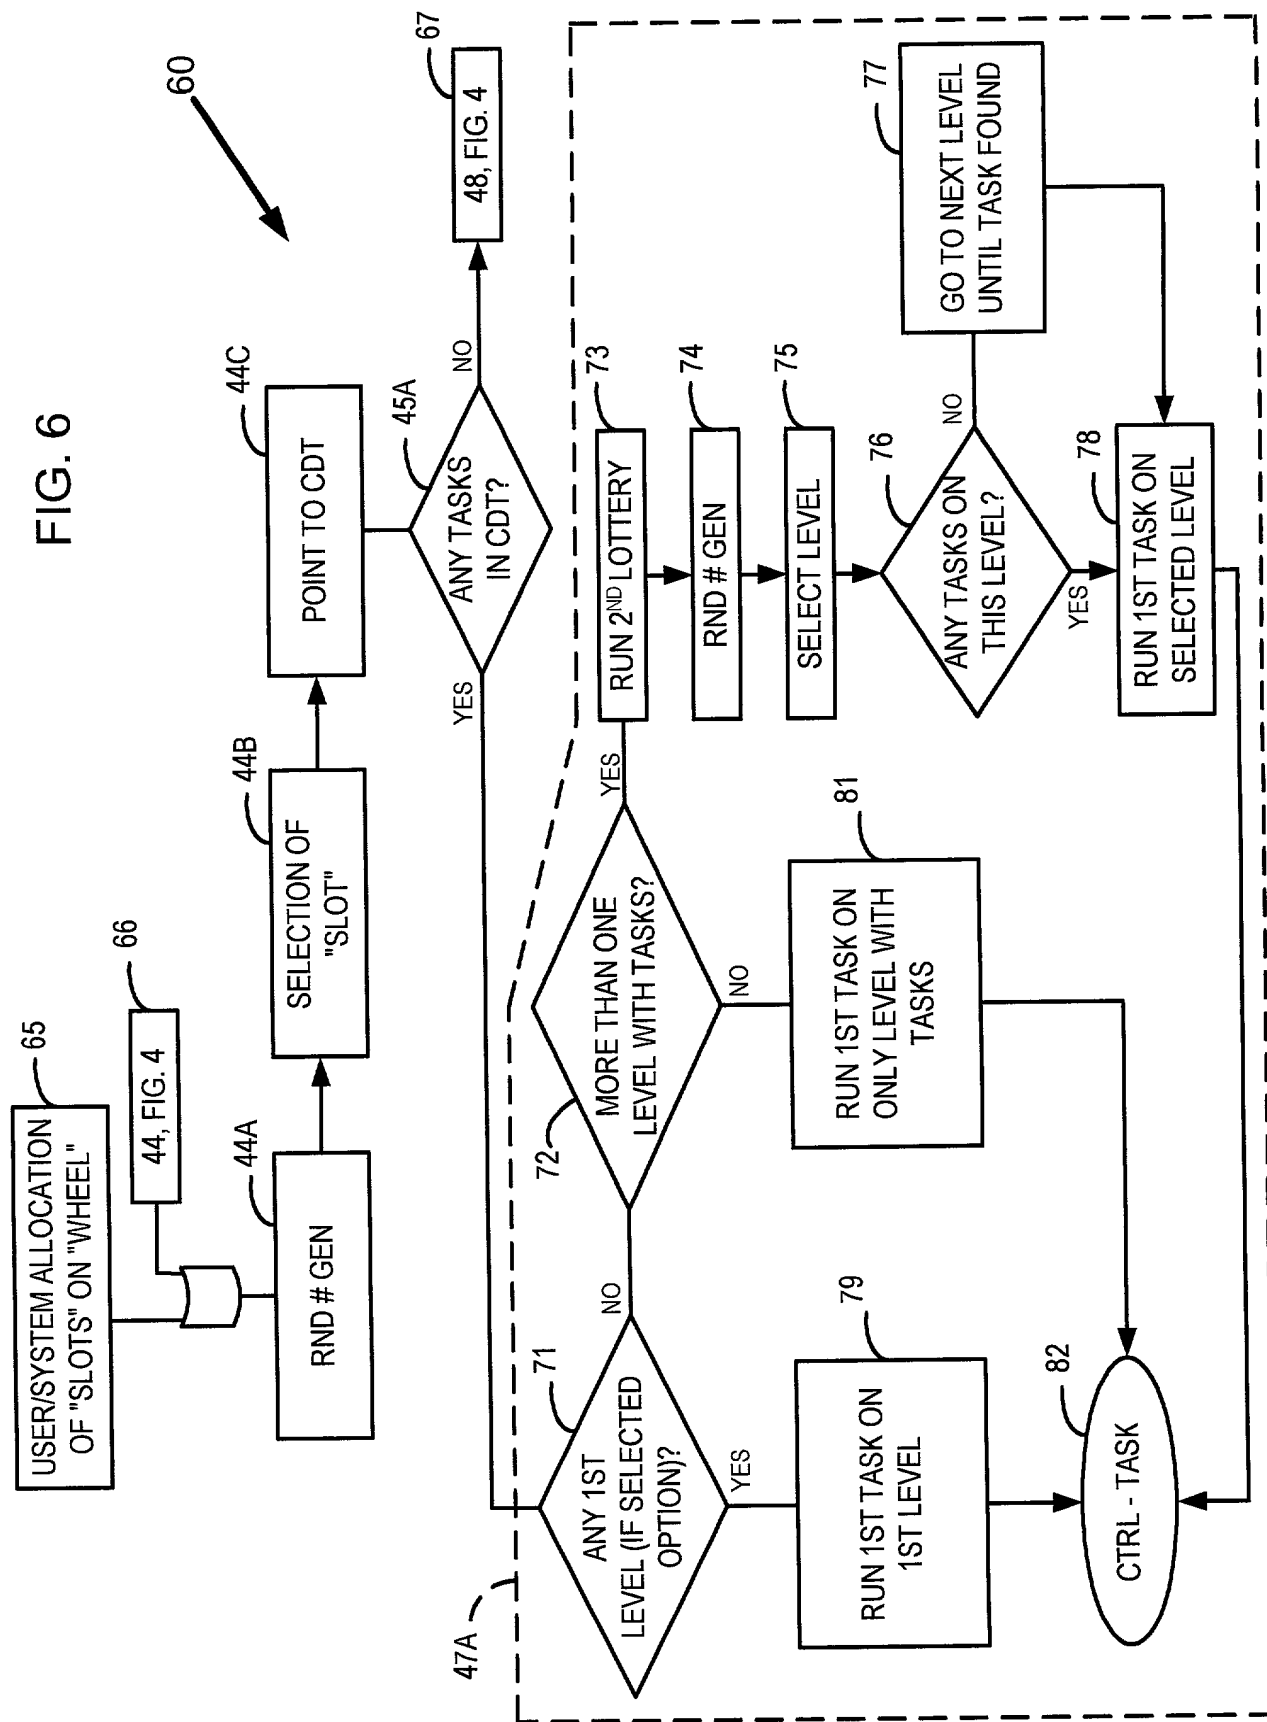 FIG. 6
60
USER/SYSTEM ALLOCATION
OF "SLOTS" ON "WHEEL"
65
44, FIG. 4
66
RND # GEN
44A
SELECTION OF
"SLOT"
44B
POINT TO CDT
44C
ANY TASKS
IN CDT?
45A
NO
YES
48, FIG. 4
67
47A
ANY 1ST
LEVEL (IF SELECTED
OPTION)?
71
NO
YES
MORE THAN ONE
LEVEL WITH TASKS?
72
YES
NO
RUN 2ND LOTTERY
73
RND # GEN
74
SELECT LEVEL
75
ANY TASKS ON
THIS LEVEL?
76
NO
YES
GO TO NEXT LEVEL
UNTIL TASK FOUND
77
RUN 1ST TASK ON
SELECTED LEVEL
78
RUN 1ST TASK ON
1ST LEVEL
79
RUN 1ST TASK ON
ONLY LEVEL WITH
TASKS
81
CTRL - TASK
82